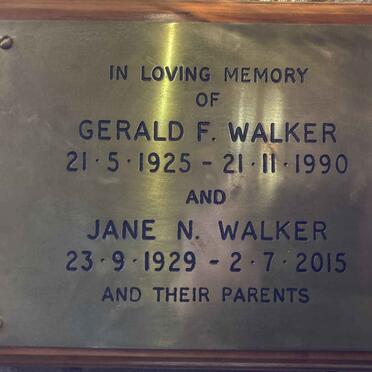 IN LOVING MEMORY
OF
GERALD F. WALKER
21·5·1925 – 21·11·1990
AND
JANE N. WALKER
23·9·1929 – 2·7·2015
AND THEIR PARENTS